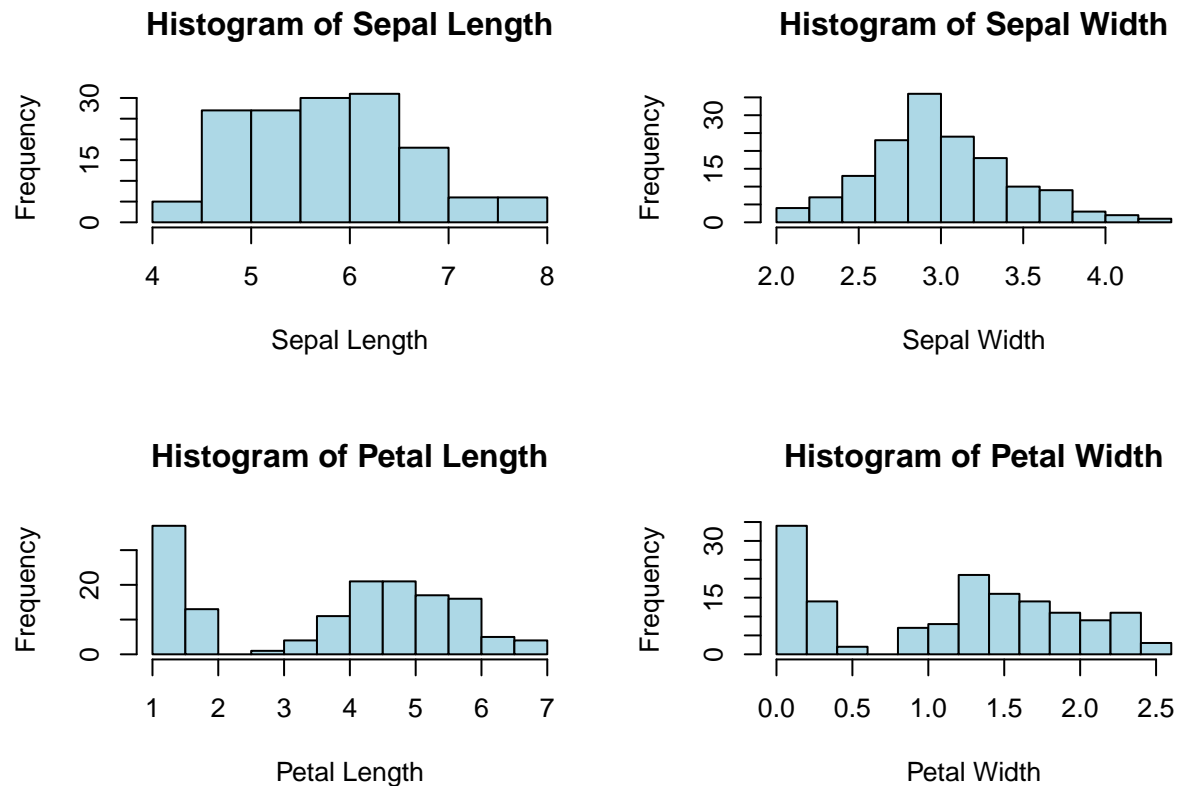 Histogram of Sepal Length
Frequency
0 15 30
4 5 6 7 8
Sepal Length
Histogram of Sepal Width
Frequency
0 15 30
2.0 2.5 3.0 3.5 4.0
Sepal Width
Histogram of Petal Length
Frequency
0 20
1 2 3 4 5 6 7
Petal Length
Histogram of Petal Width
Frequency
0 15 30
0.0 0.5 1.0 1.5 2.0 2.5
Petal Width